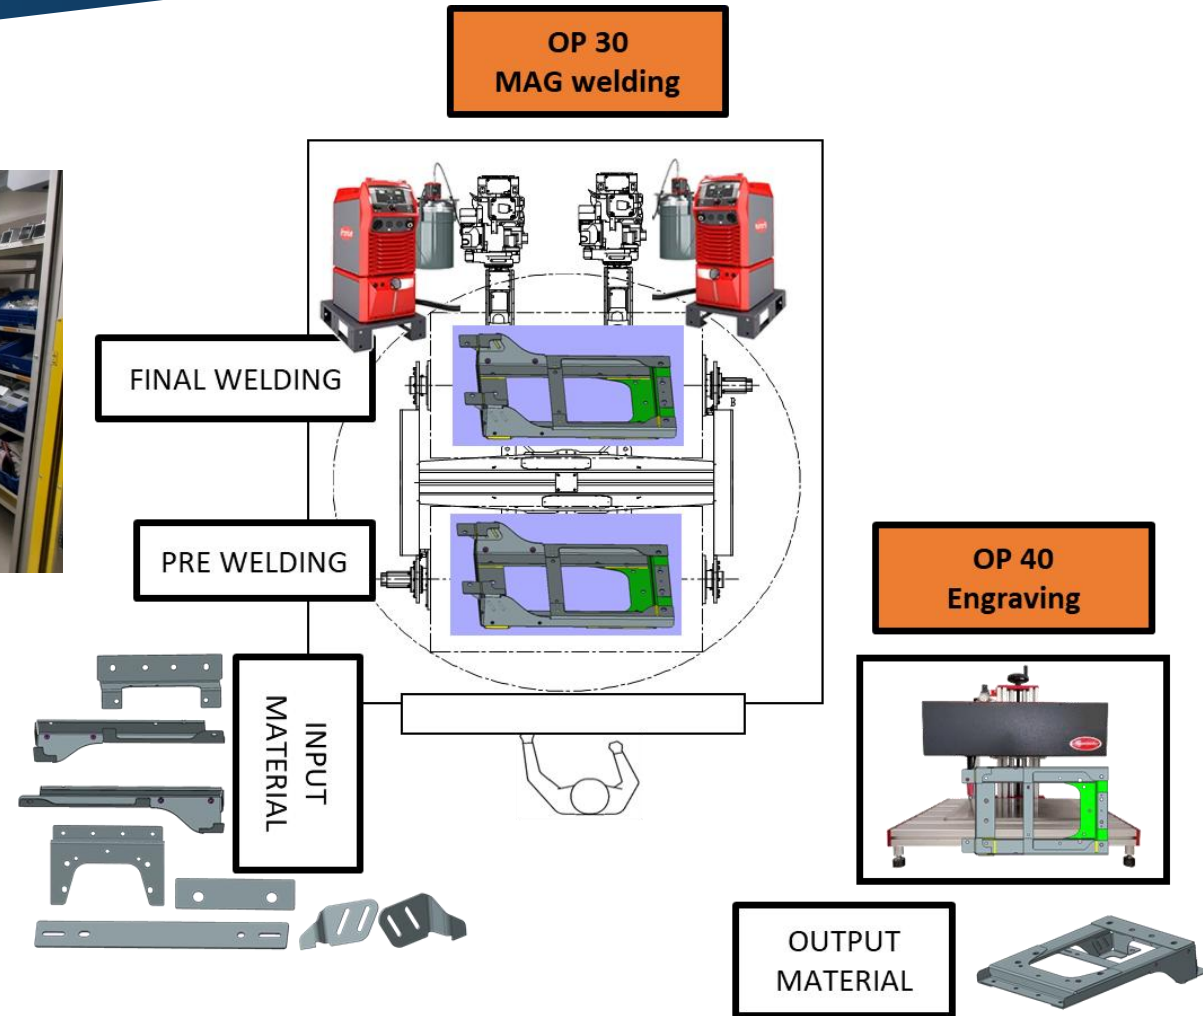 OP 30
MAG welding
FINAL WELDING
B
PRE WELDING
OP 40
Engraving
INPUT
MATERIAL
OUTPUT
MATERIAL